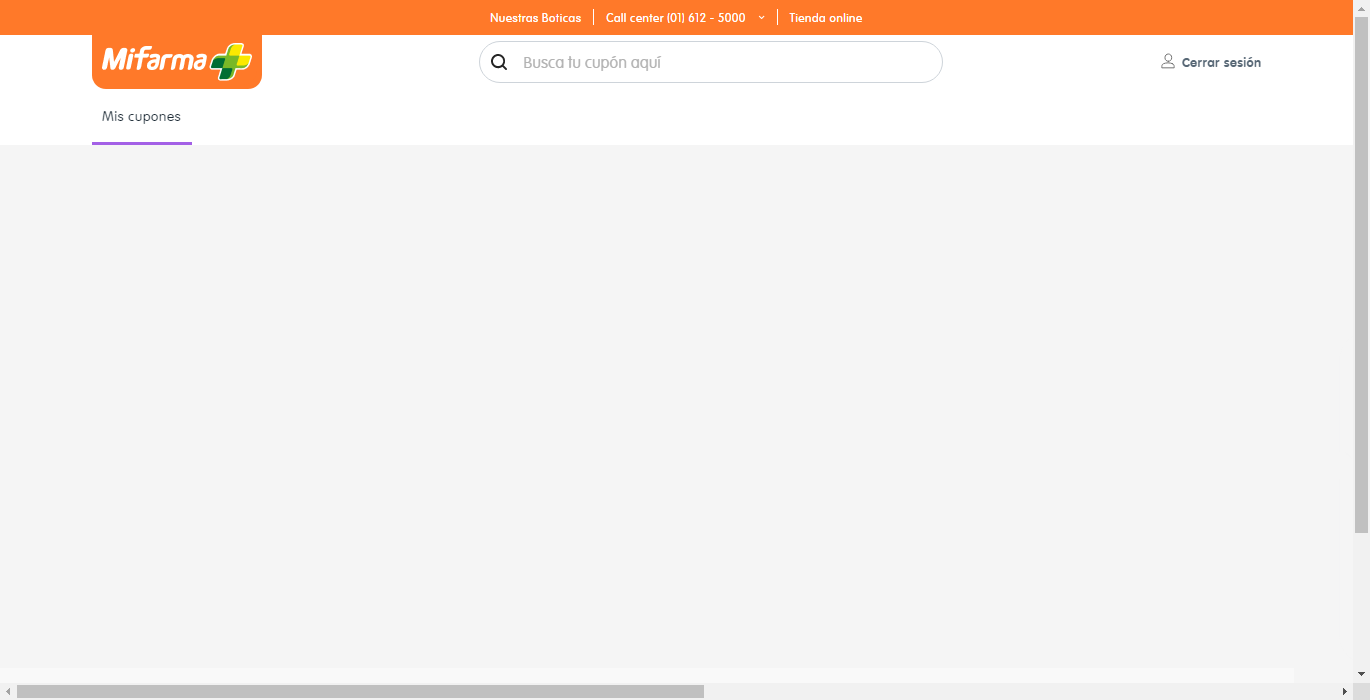 Nuestras Boticas
Call center (01) 612 - 5000
Tienda online
Mifarma
Busca tu cupón aquí
Cerrar sesión
Mis cupones